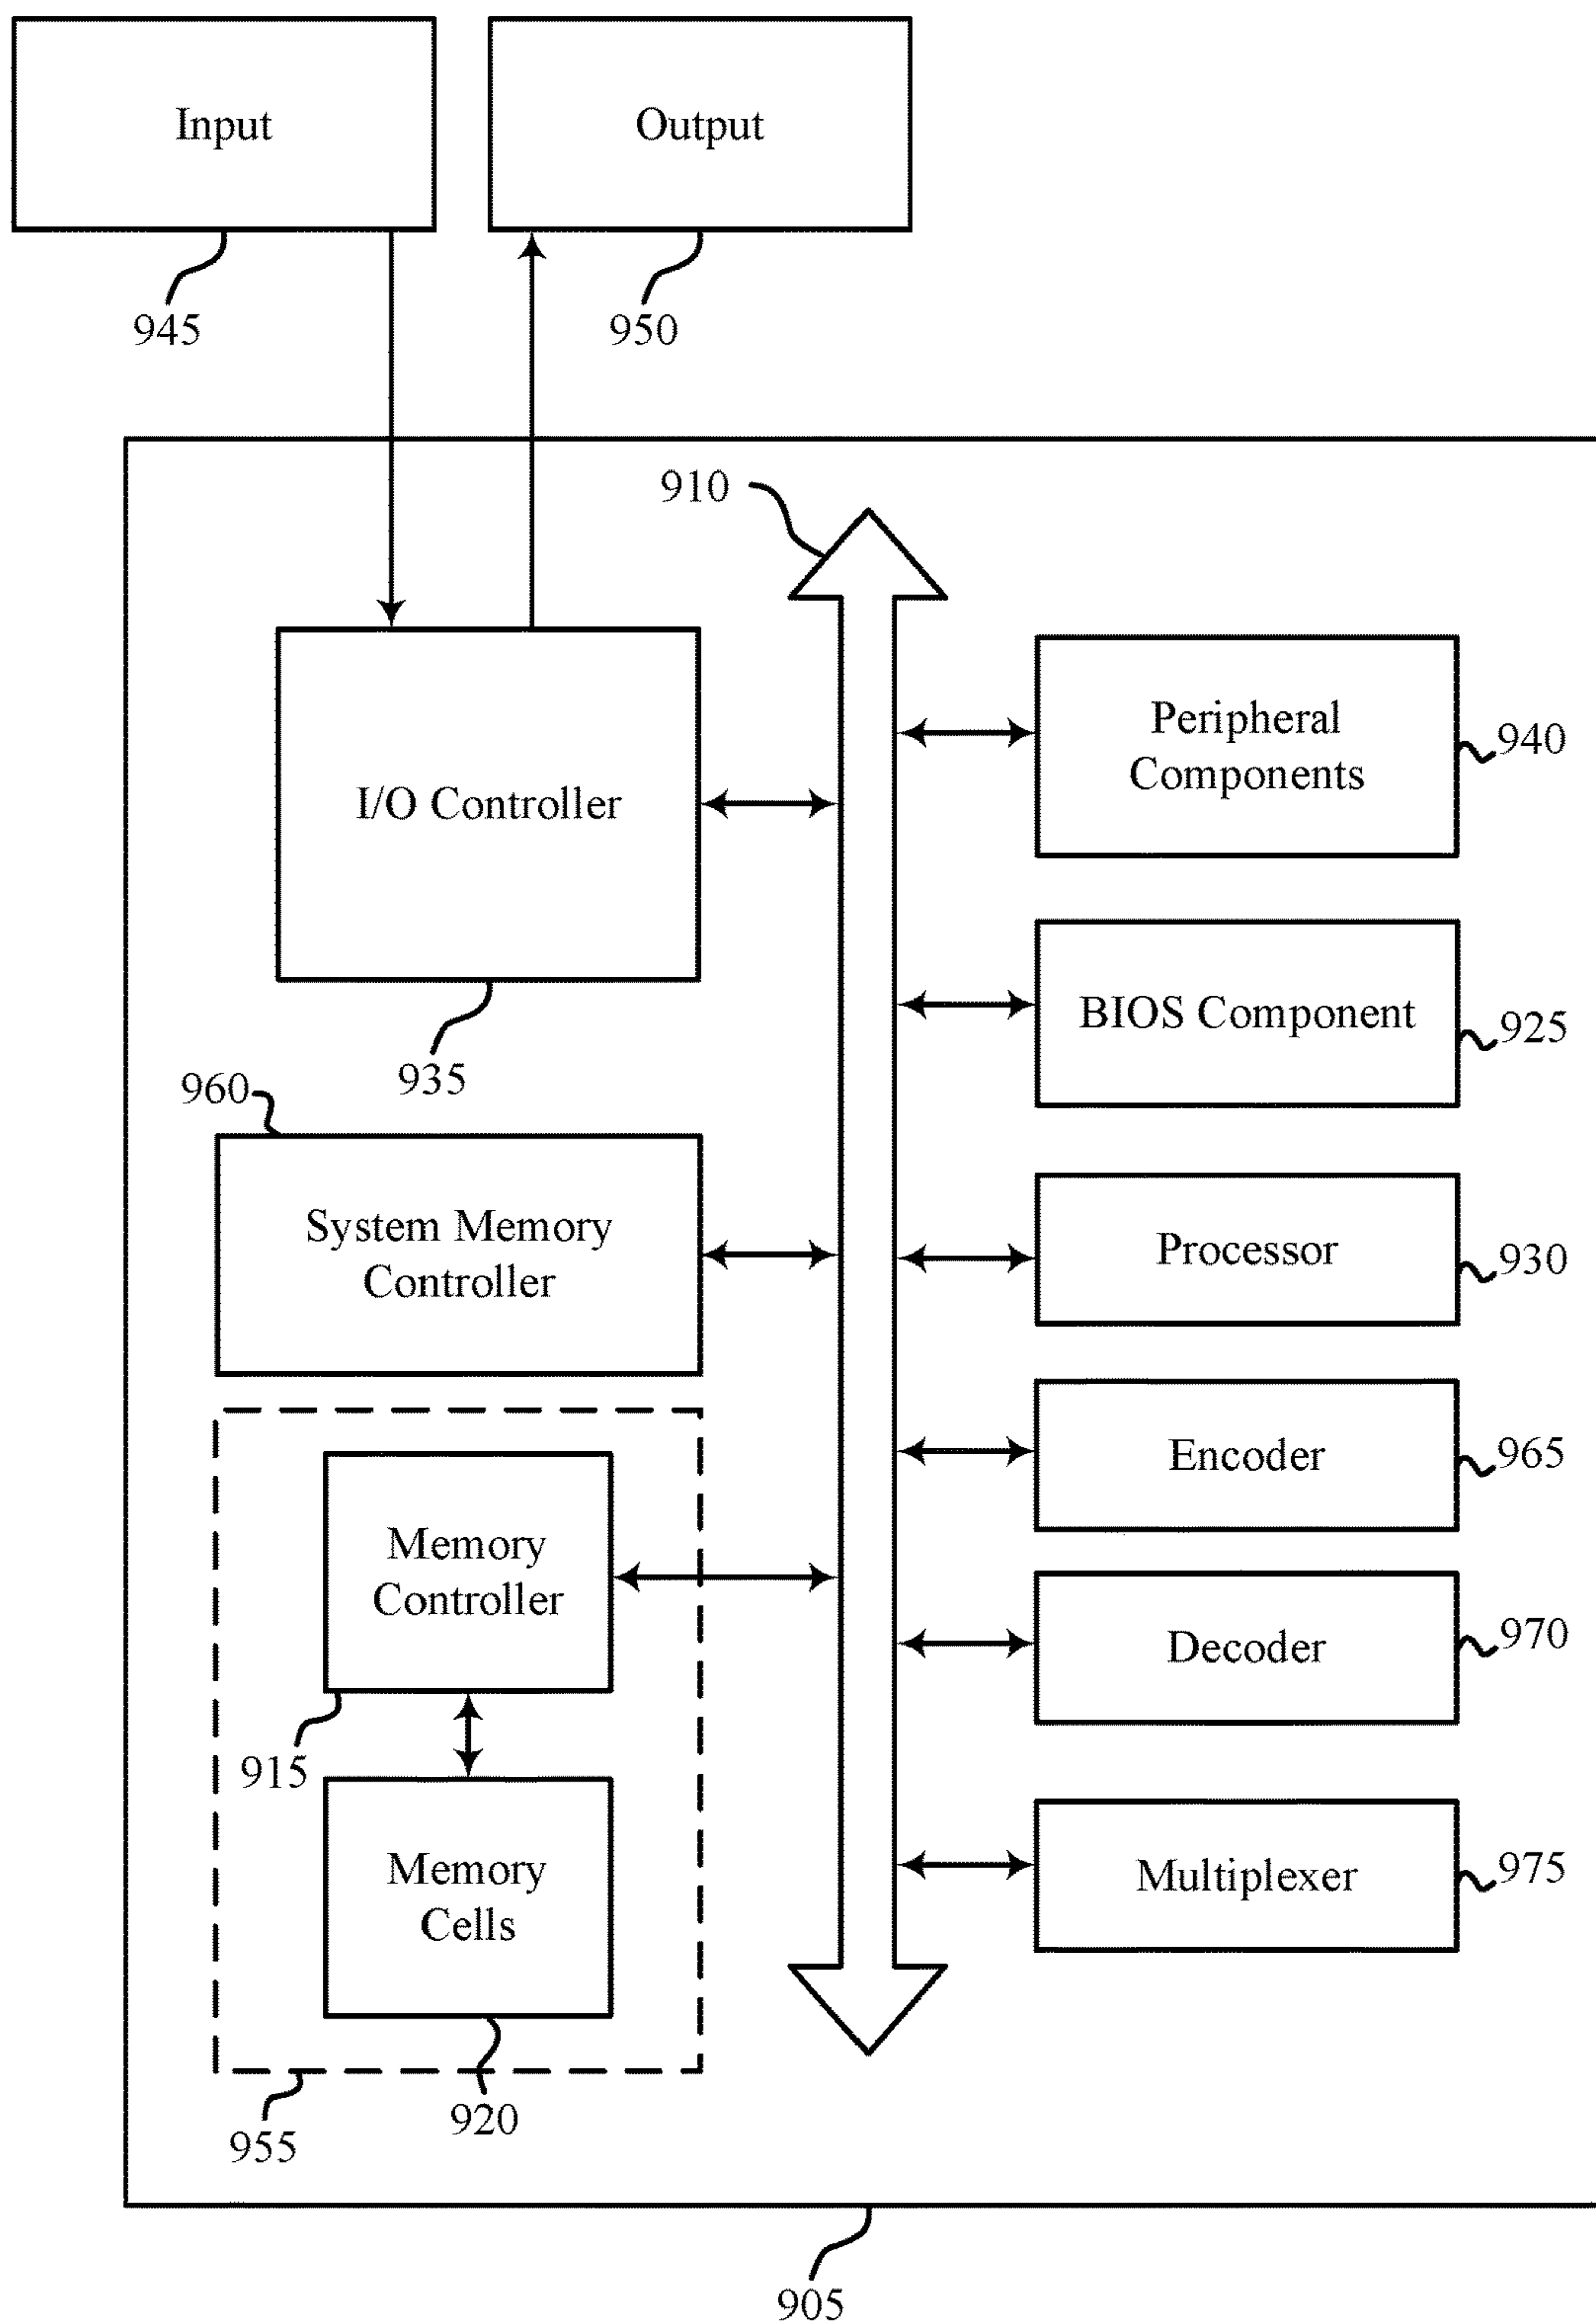 Input
Output
945
950
910
Peripheral
Components
940
I/O Controller
935
BIOS Component
925
960
System Memory
Controller
Processor
930
Encoder
965
Memory
Controller
915
Decoder
970
Memory
Cells
920
Multiplexer
975
955
905